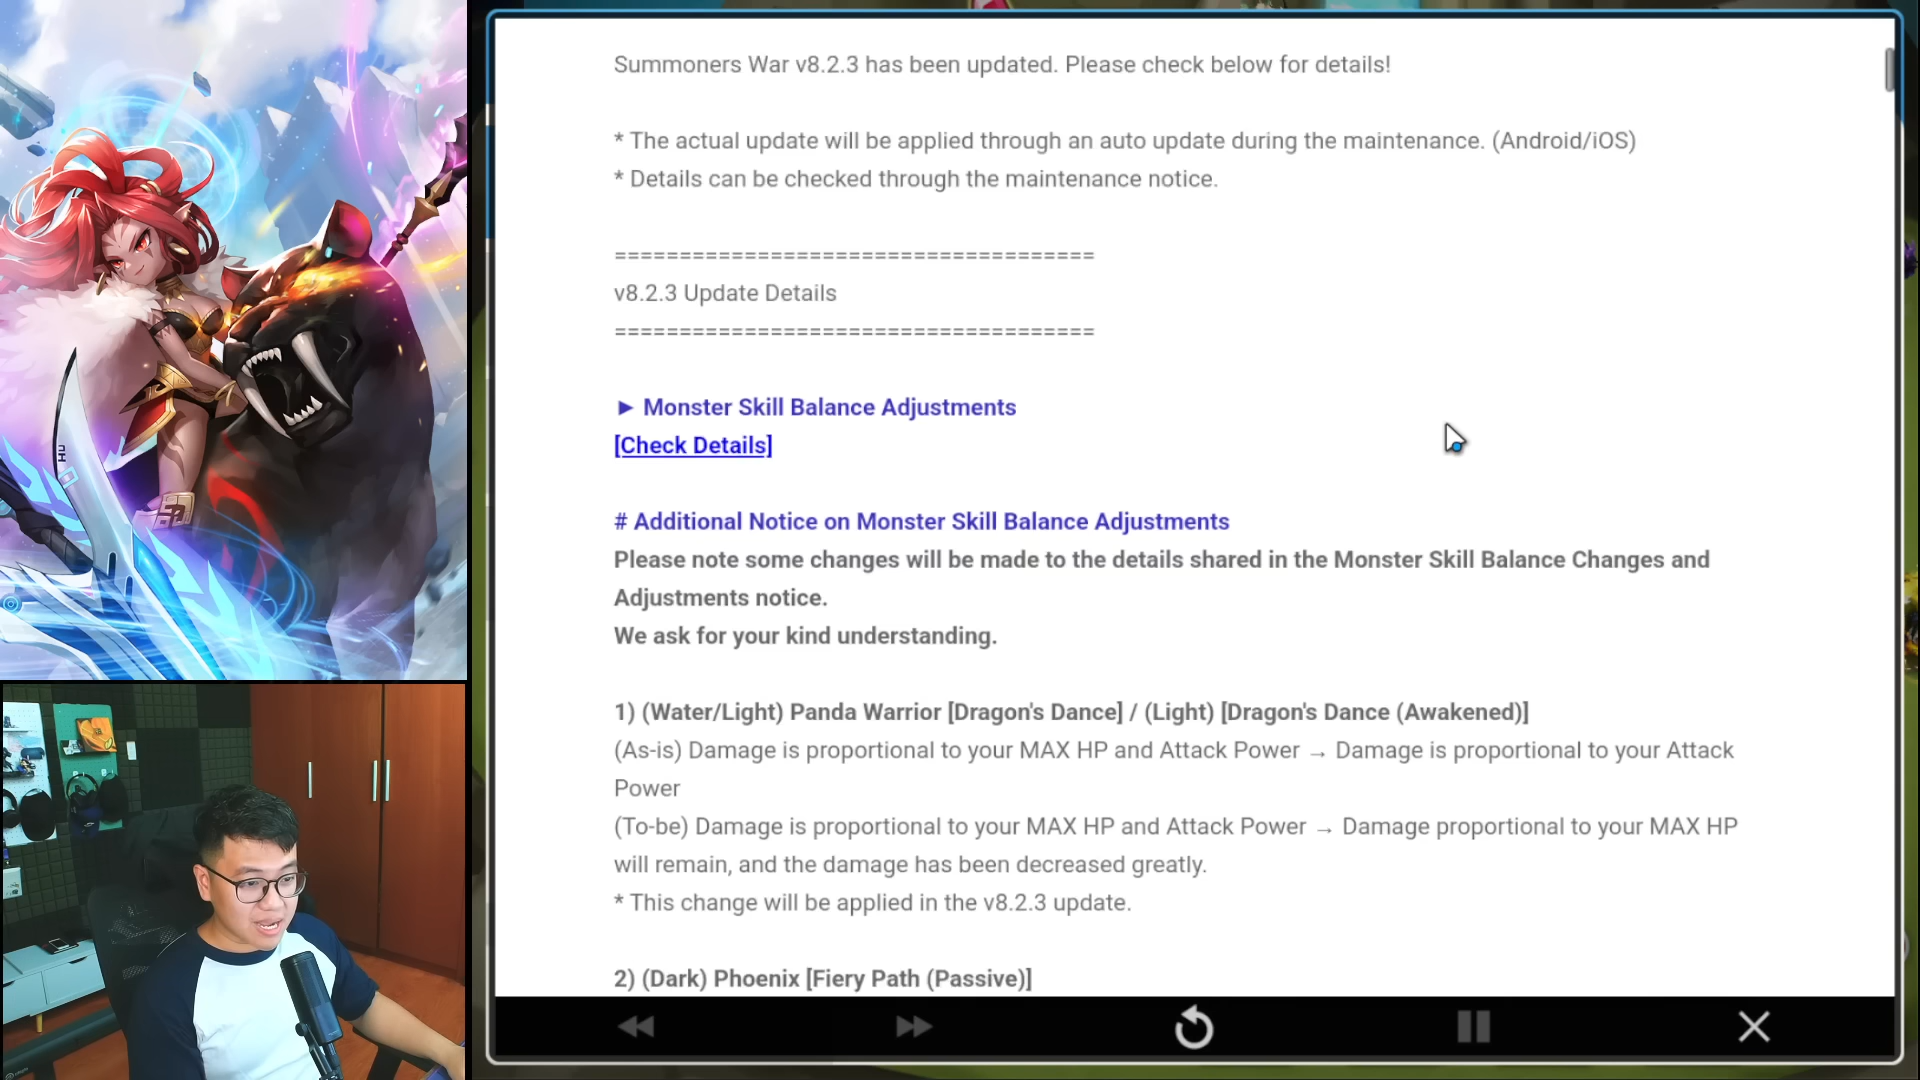 Summoners War v8.2.3 has been updated. Please check below for details!
* The actual update will be applied through an auto update during the maintenance. (Android/iOS)
* Details can be checked through the maintenance notice.
=====================================
v8.2.3 Update Details
=====================================
► Monster Skill Balance Adjustments
[Check Details]
# Additional Notice on Monster Skill Balance Adjustments
Please note some changes will be made to the details shared in the Monster Skill Balance Changes and
Adjustments notice.
We ask for your kind understanding.
1) (Water/Light) Panda Warrior [Dragon's Dance] / (Light) [Dragon's Dance (Awakened)]
(As-is) Damage is proportional to your MAX HP and Attack Power → Damage is proportional to your Attack
Power
(To-be) Damage is proportional to your MAX HP and Attack Power → Damage proportional to your MAX HP
will remain, and the damage has been decreased greatly.
* This change will be applied in the v8.2.3 update.
2) (Dark) Phoenix [Fiery Path (Passive)]